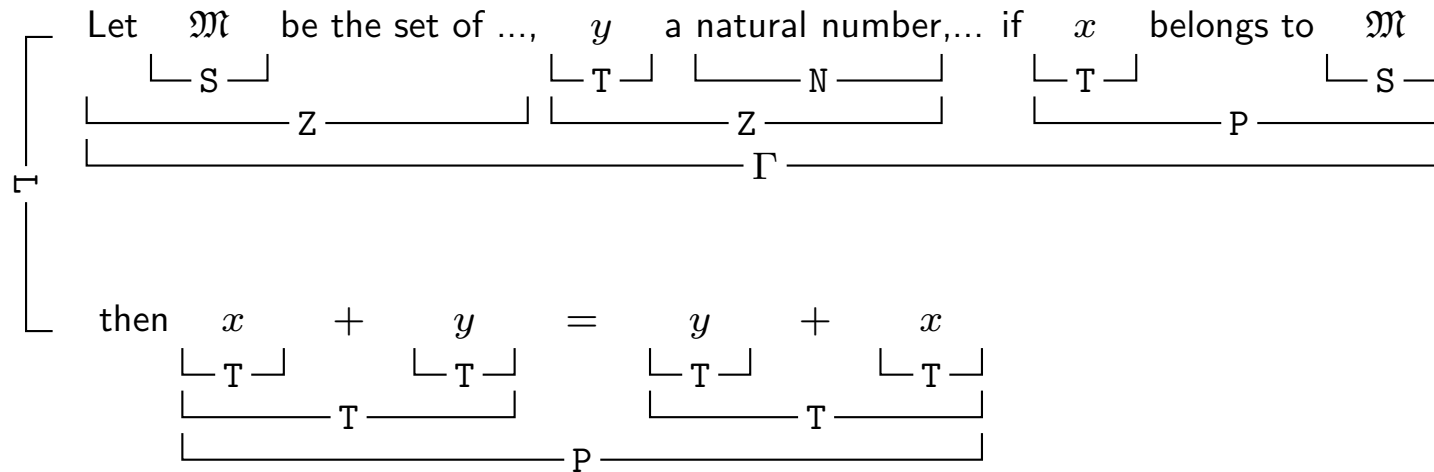 Let 𝔐 be the set of ..., y a natural number,... if x belongs to 𝔐
S T N T S
Z Z P
Γ
L
then x + y = y + x
T T T T
T T
P